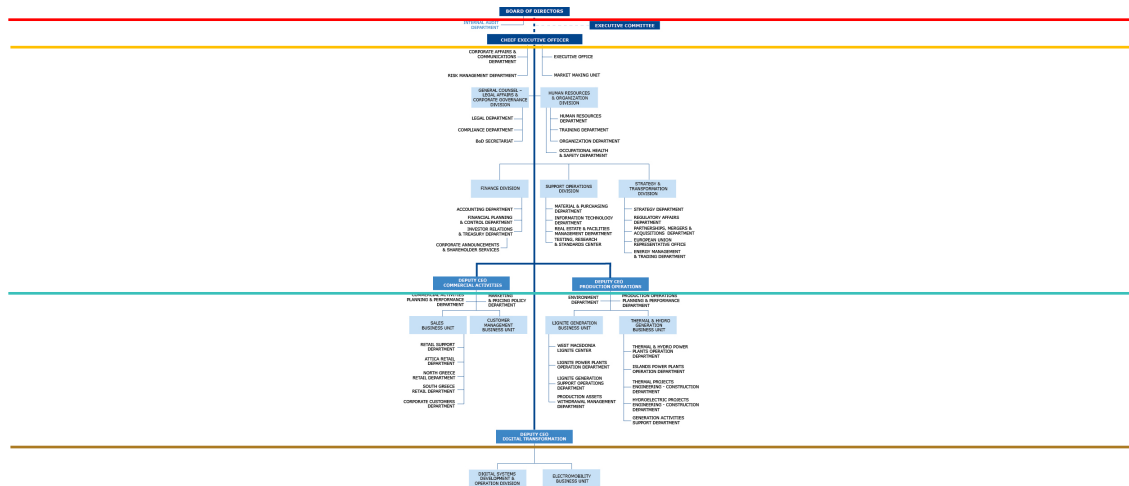 BOARD OF DIRECTORS
INTERNAL AUDIT
DEPARTMENT
EXECUTIVE COMMITTEE
CHIEF EXECUTIVE OFFICER
CORPORATE AFFAIRS &
COMMUNICATIONS
DEPARTMENT
EXECUTIVE OFFICE
RISK MANAGEMENT DEPARTMENT
MARKET MAKING UNIT
GENERAL COUNSEL –
LEGAL AFFAIRS &
CORPORATE GOVERNANCE
DIVISION
HUMAN RESOURCES
& ORGANIZATION
DIVISION
LEGAL DEPARTMENT
COMPLIANCE DEPARTMENT
BoD SECRETARIAT
HUMAN RESOURCES
DEPARTMENT
TRAINING DEPARTMENT
ORGANIZATION DEPARTMENT
OCCUPATIONAL HEALTH
& SAFETY DEPARTMENT
FINANCE DIVISION
SUPPORT OPERATIONS
DIVISION
STRATEGY &
TRANSFORMATION
DIVISION
ACCOUNTING DEPARTMENT
FINANCIAL PLANNING
& CONTROL DEPARTMENT
INVESTOR RELATIONS
& TREASURY DEPARTMENT
CORPORATE ANNOUNCEMENTS
& SHAREHOLDER SERVICES
MATERIAL & PURCHASING
DEPARTMENT
INFORMATION TECHNOLOGY
DEPARTMENT
REAL ESTATE & FACILITIES
MANAGEMENT DEPARTMENT
TESTING, RESEARCH
& STANDARDS CENTER
STRATEGY DEPARTMENT
REGULATORY AFFAIRS
DEPARTMENT
PARTNERSHIPS, MERGERS &
ACQUISITIONS DEPARTMENT
EUROPEAN UNION
REPRESENTATIVE OFFICE
ENERGY MANAGEMENT
& TRADING DEPARTMENT
DEPUTY CEO
COMMERCIAL ACTIVITIES
DEPUTY CEO
PRODUCTION OPERATIONS
COMMERCIAL ACTIVITIES
PLANNING & PERFORMANCE
DEPARTMENT
MARKETING
& PRICING POLICY
DEPARTMENT
ENVIRONMENT
DEPARTMENT
PRODUCTION OPERATIONS
PLANNING & PERFORMANCE
DEPARTMENT
SALES
BUSINESS UNIT
CUSTOMER
MANAGEMENT
BUSINESS UNIT
LIGNITE GENERATION
BUSINESS UNIT
THERMAL & HYDRO
GENERATION
BUSINESS UNIT
RETAIL SUPPORT
DEPARTMENT
ATTICA RETAIL
DEPARTMENT
NORTH GREECE
RETAIL DEPARTMENT
SOUTH GREECE
RETAIL DEPARTMENT
CORPORATE CUSTOMERS
DEPARTMENT
WEST MACEDONIA
LIGNITE CENTER
LIGNITE POWER PLANTS
OPERATION DEPARTMENT
LIGNITE GENERATION
SUPPORT OPERATIONS
DEPARTMENT
PRODUCTION ASSETS
WITHDRAWAL MANAGEMENT
DEPARTMENT
THERMAL & HYDRO POWER
PLANTS OPERATION
DEPARTMENT
ISLANDS POWER PLANTS
OPERATION DEPARTMENT
THERMAL PROJECTS
ENGINEERING - CONSTRUCTION
DEPARTMENT
HYDROELECTRIC PROJECTS
ENGINEERING - CONSTRUCTION
DEPARTMENT
GENERATION ACTIVITIES
SUPPORT DEPARTMENT
DEPUTY CEO
DIGITAL TRANSFORMATION
DIGITAL SYSTEMS
DEVELOPMENT &
OPERATION DIVISION
ELECTROMOBILITY
BUSINESS UNIT